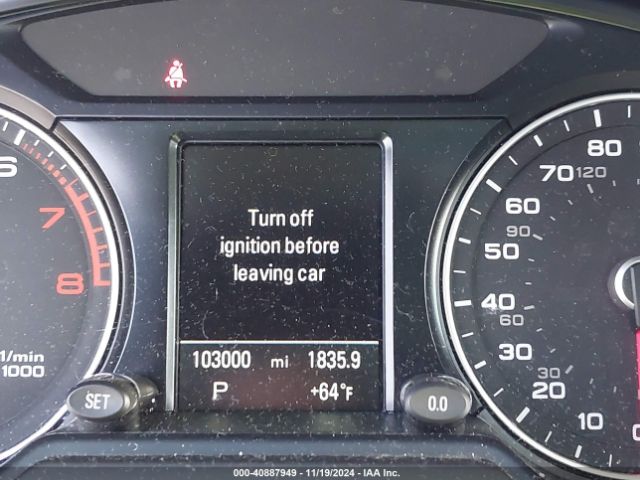 6
7
8
1/min
1000
SET
Turn off
ignition before
leaving car
103000 mi 1835.9
P +64°F
0.0
80
70 120
60
90
50
40
60
30
30
20
10
0
000-40887949 - 11/19/2024 - IAA Inc.